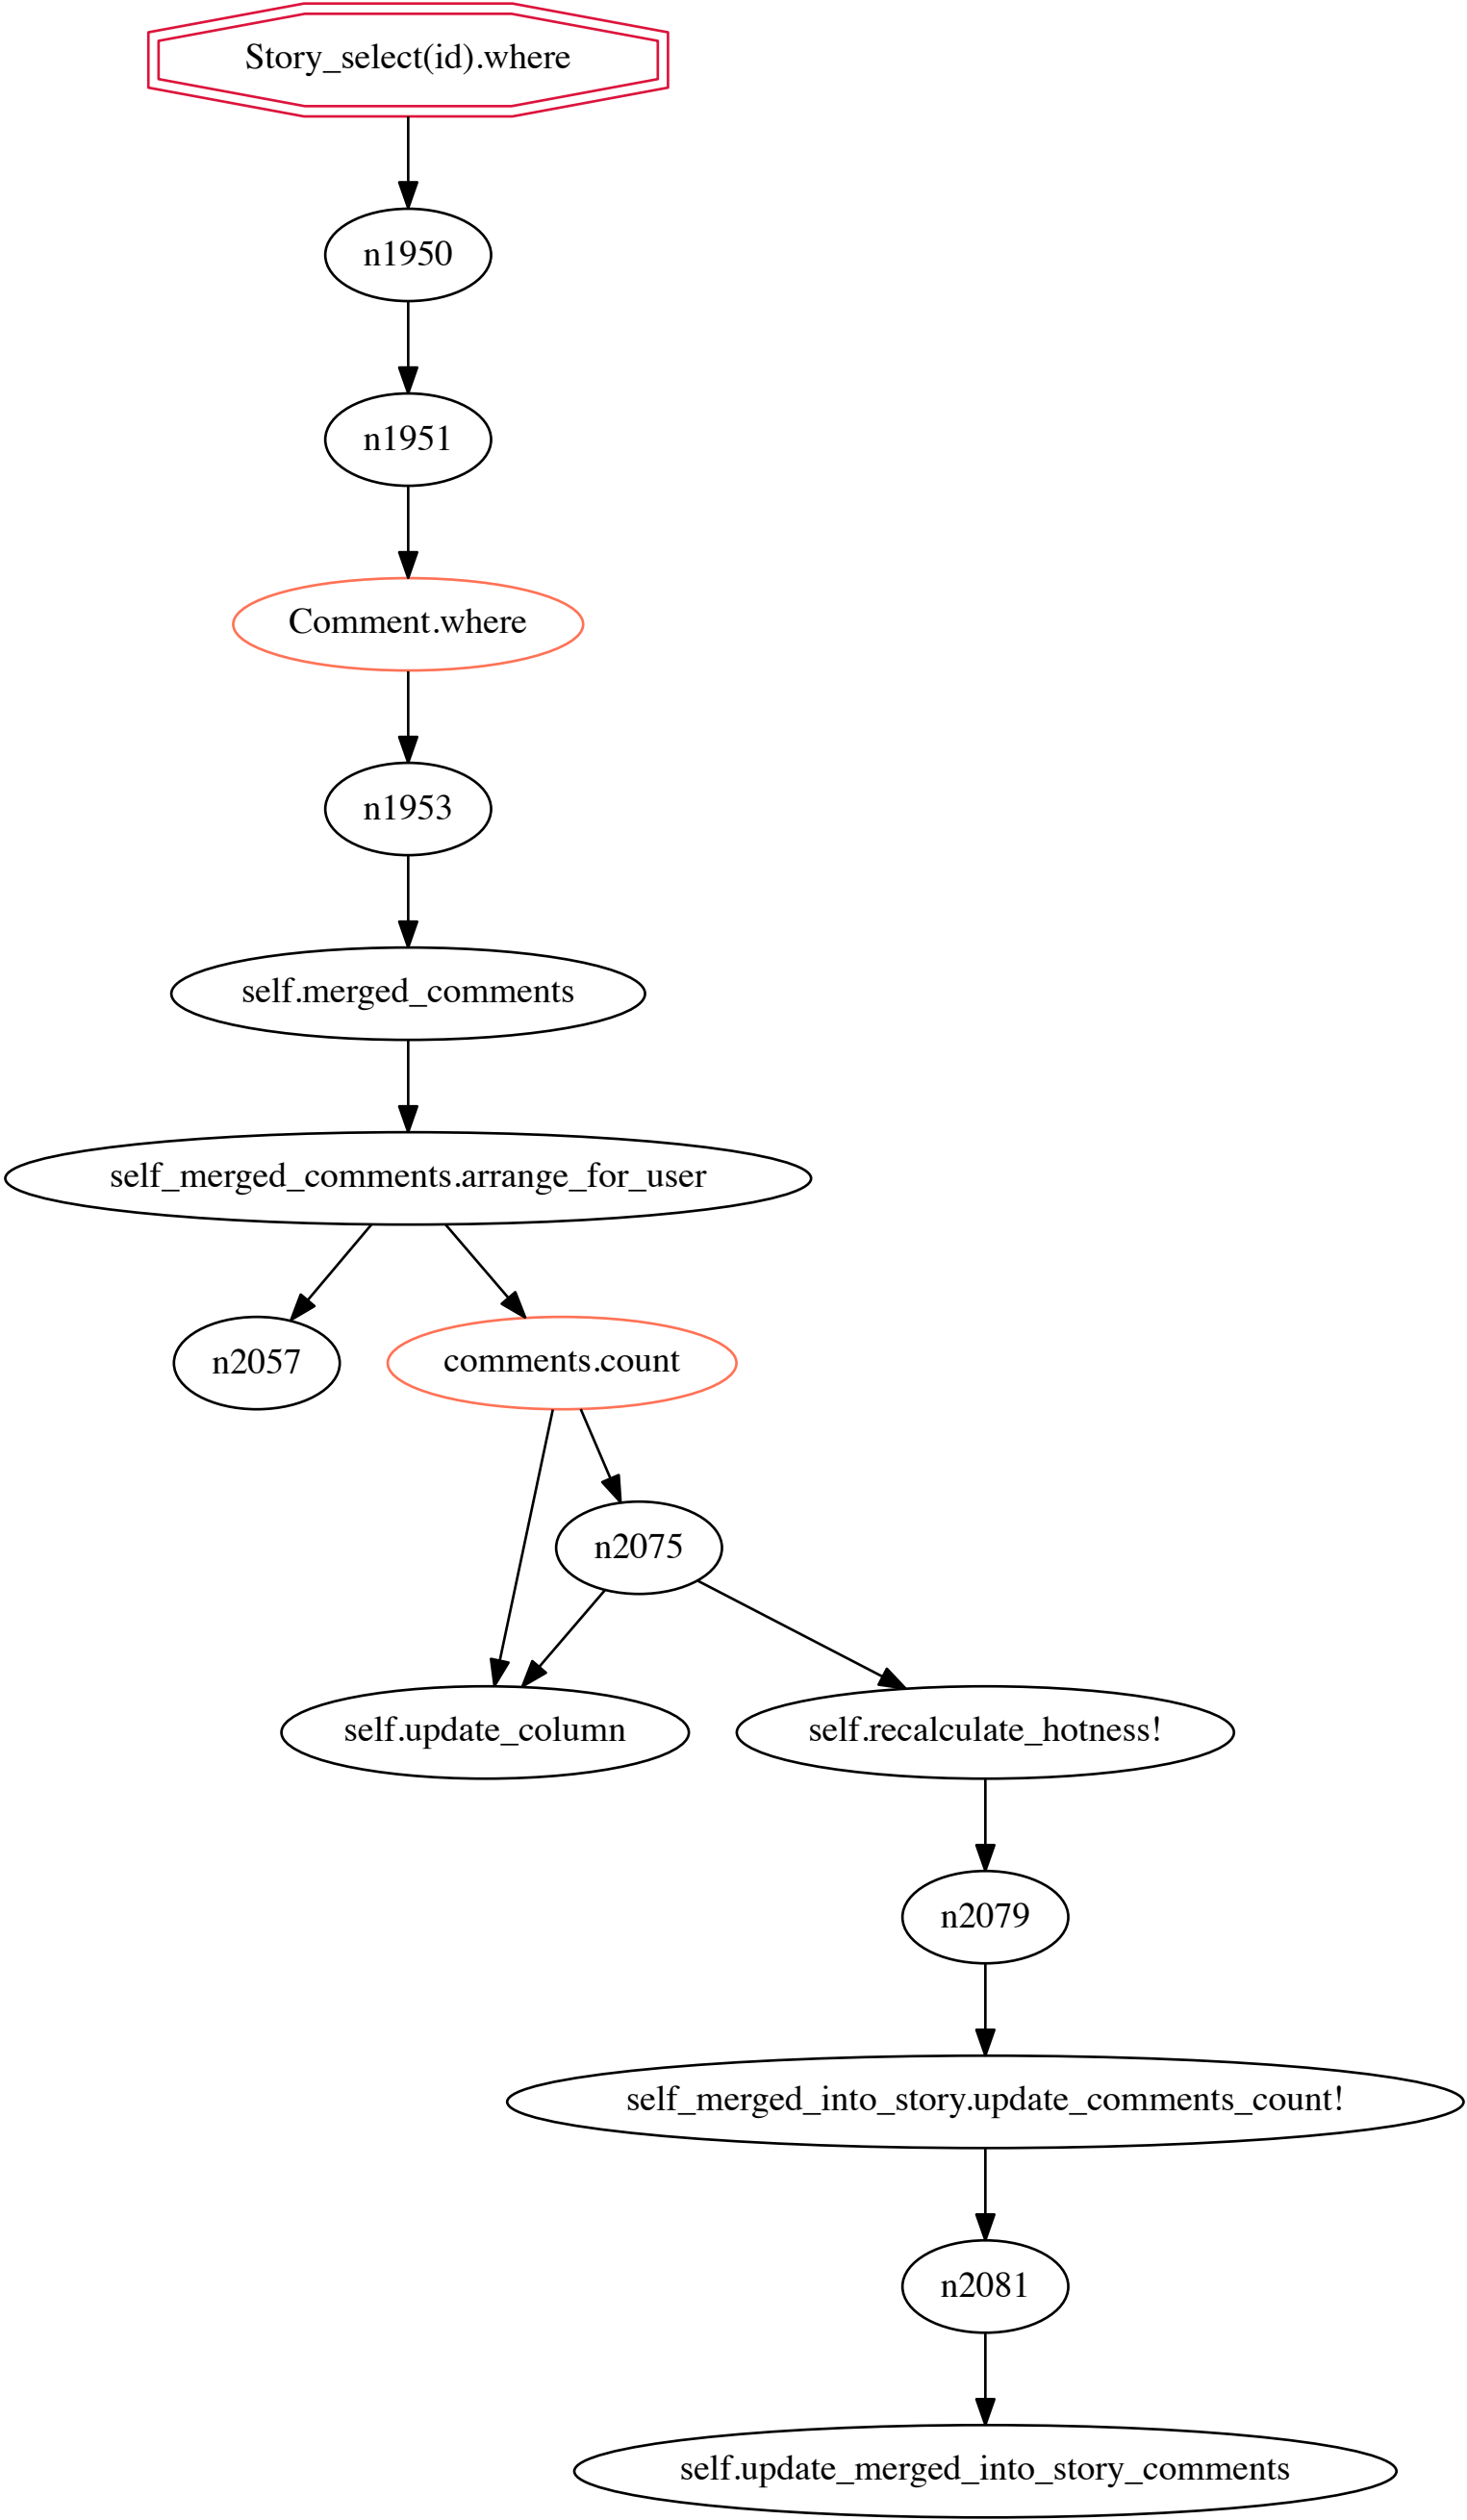 Story_select(id).where
n1950
n1951
Comment.where
n1953
self.merged_comments
self_merged_comments.arrange_for_user
n2057
comments.count
n2075
self.update_column
self.recalculate_hotness!
n2079
self_merged_into_story.update_comments_count!
n2081
self.update_merged_into_story_comments